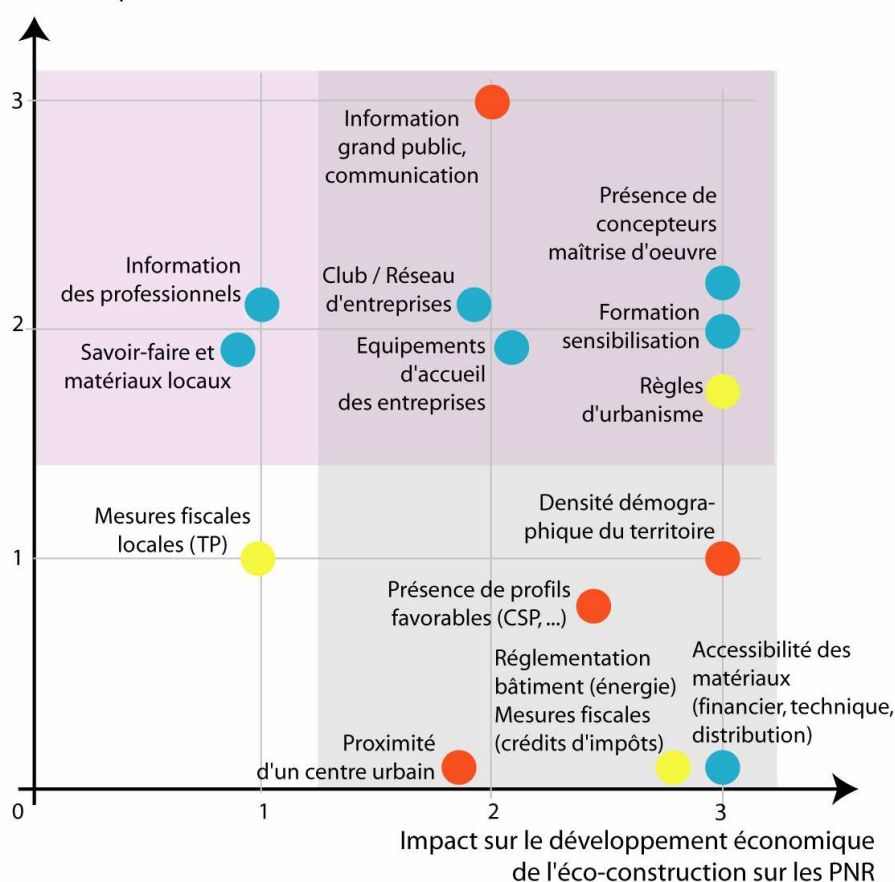 3
Information
grand public,
communication
Présence de
concepteurs
maîtrise d'oeuvre
Information
des professionnels
Club / Réseau
d'entreprises
Formation
sensibilisation
2
Savoir-faire et
matériaux locaux
Equipements
d'accueil
des entreprises
Règles
d'urbanisme
Mesures fiscales
locales (TP)
Densité démogra-
phique du territoire
1
Présence de profils
favorables (CSP, ...)
Réglementation
bâtiment (énergie)
Mesures fiscales
(crédits d'impôts)
Accessibilité des
matériaux
(financier, technique,
distribution)
Proximité
d'un centre urbain
0
1
2
3
Impact sur le développement économique
de l'éco-construction sur les PNR